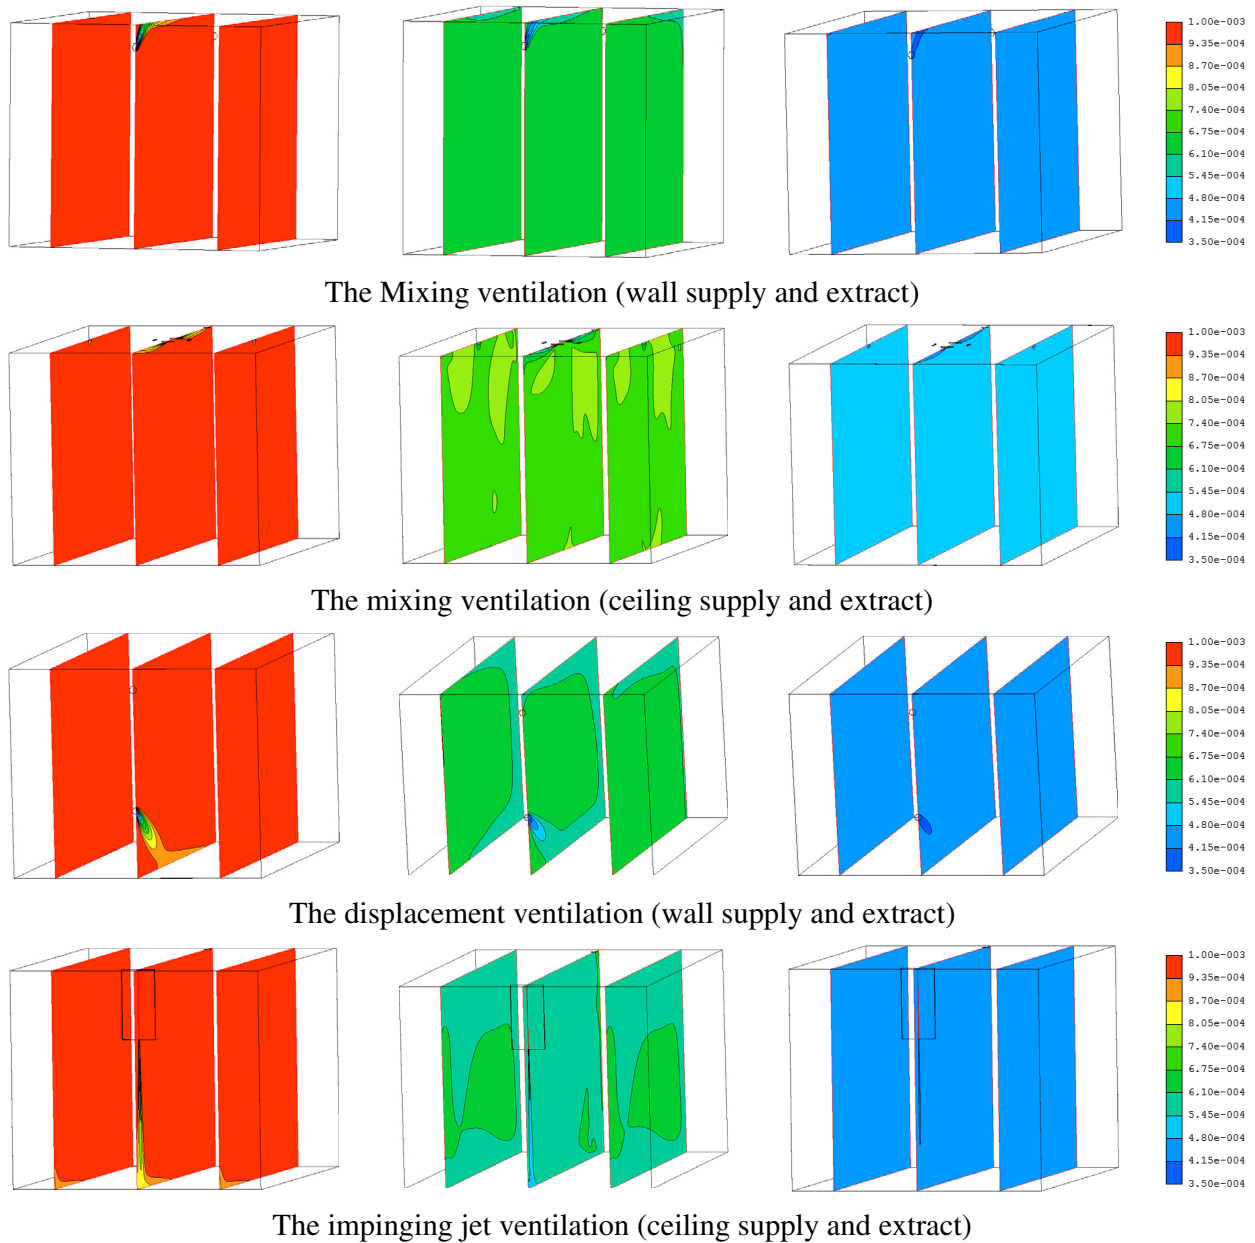 1.00e-003
9.35e-004
8.70e-004
8.05e-004
7.40e-004
6.75e-004
6.10e-004
5.45e-004
4.80e-004
4.15e-004
3.50e-004
The Mixing ventilation (wall supply and extract)
1.00e-003
9.35e-004
8.70e-004
8.05e-004
7.40e-004
6.75e-004
6.10e-004
5.45e-004
4.80e-004
4.15e-004
3.50e-004
The mixing ventilation (ceiling supply and extract)
1.00e-003
9.35e-004
8.70e-004
8.05e-004
7.40e-004
6.75e-004
6.10e-004
5.45e-004
4.80e-004
4.15e-004
3.50e-004
The displacement ventilation (wall supply and extract)
1.00e-003
9.35e-004
8.70e-004
8.05e-004
7.40e-004
6.75e-004
6.10e-004
5.45e-004
4.80e-004
4.15e-004
3.50e-004
The impinging jet ventilation (ceiling supply and extract)